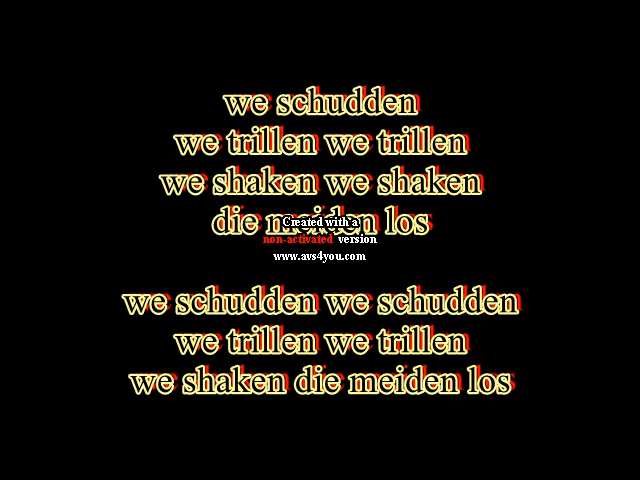 we schudden
we trillen we trillen
we shaken we shaken
die meiden los
Created with a
non-activated version
www.avs4you.com
we schudden we schudden
we trillen we trillen
we shaken die meiden los